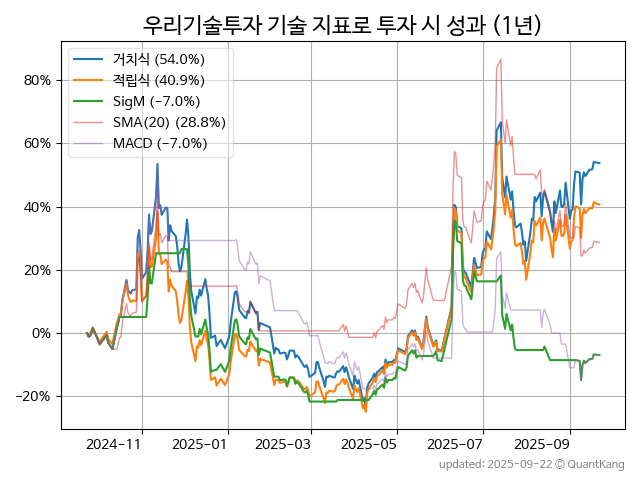 우리기술투자 기술 지표로 투자 시 성과 (1년)
거치식 (54.0%)
적립식 (40.9%)
SigM (−7.0%)
SMA(20) (28.8%)
MACD (−7.0%)
80%
60%
40%
20%
0%
−20%
2024-11
2025-01
2025-03
2025-05
2025-07
2025-09
updated: 2025-09-22 © QuantKang